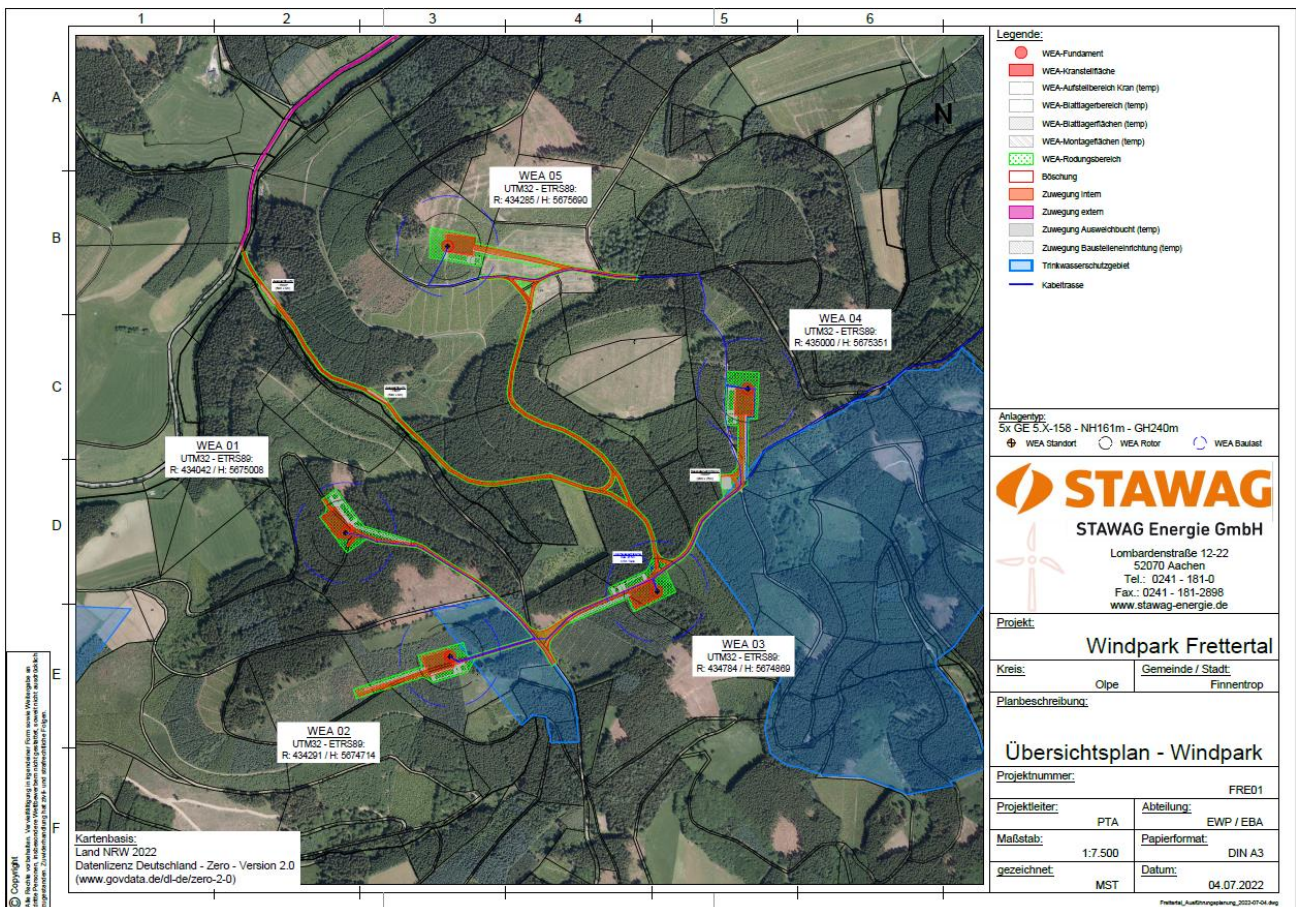 1 2 3 4 5 6
A
B
C
D
E
F
N
WEA 05
UTM32 - ETRS89:
R: 434285 / H: 5675690
WEA 04
UTM32 - ETRS89:
R: 435000 / H: 5675351
WEA 01
UTM32 - ETRS89:
R: 434042 / H: 5675008
WEA 03
UTM32 - ETRS89:
R: 434784 / H: 5674869
WEA 02
UTM32 - ETRS89:
R: 434291 / H: 5674714
Kartenbasis:
Land NRW 2022
Datenlizenz Deutschland - Zero - Version 2.0
(www.govdata.de/dl-de/zero-2-0)
© Copyright
Legende:
WEA-Fundament
WEA-Kranstellfläche
WEA-Aufstellbereich Kran (temp)
WEA-Blattlagerbereich (temp)
WEA-Blattlagerflächen (temp)
WEA-Montageflächen (temp)
WEA-Rodungsbereich
Böschung
Zuwegung intern
Zuwegung extern
Zuwegung Ausweichbucht (temp)
Zuwegung Baustelleneinrichtung (temp)
Trinkwasserschutzgebiet
Kabeltrasse
Anlagentyp:
5x GE 5.X-158 - NH161m - GH240m
WEA Standort WEA Rotor WEA Baulast
STAWAG
STAWAG Energie GmbH
Lombardenstraße 12-22
52070 Aachen
Tel.: 0241 - 181-0
Fax.: 0241 - 181-2898
www.stawag-energie.de
Projekt:
Windpark Frettertal
Kreis: Gemeinde / Stadt:
Olpe Finnentrop
Planbeschreibung:
Übersichtsplan - Windpark
Projektnummer:
FRE01
Projektleiter: Abteilung:
PTA EWP / EBA
Maßstab: Papierformat:
1:7.500 DIN A3
gezeichnet: Datum:
MST 04.07.2022
Frettertal_Ausführungsplanung_2022-07-04.dwg